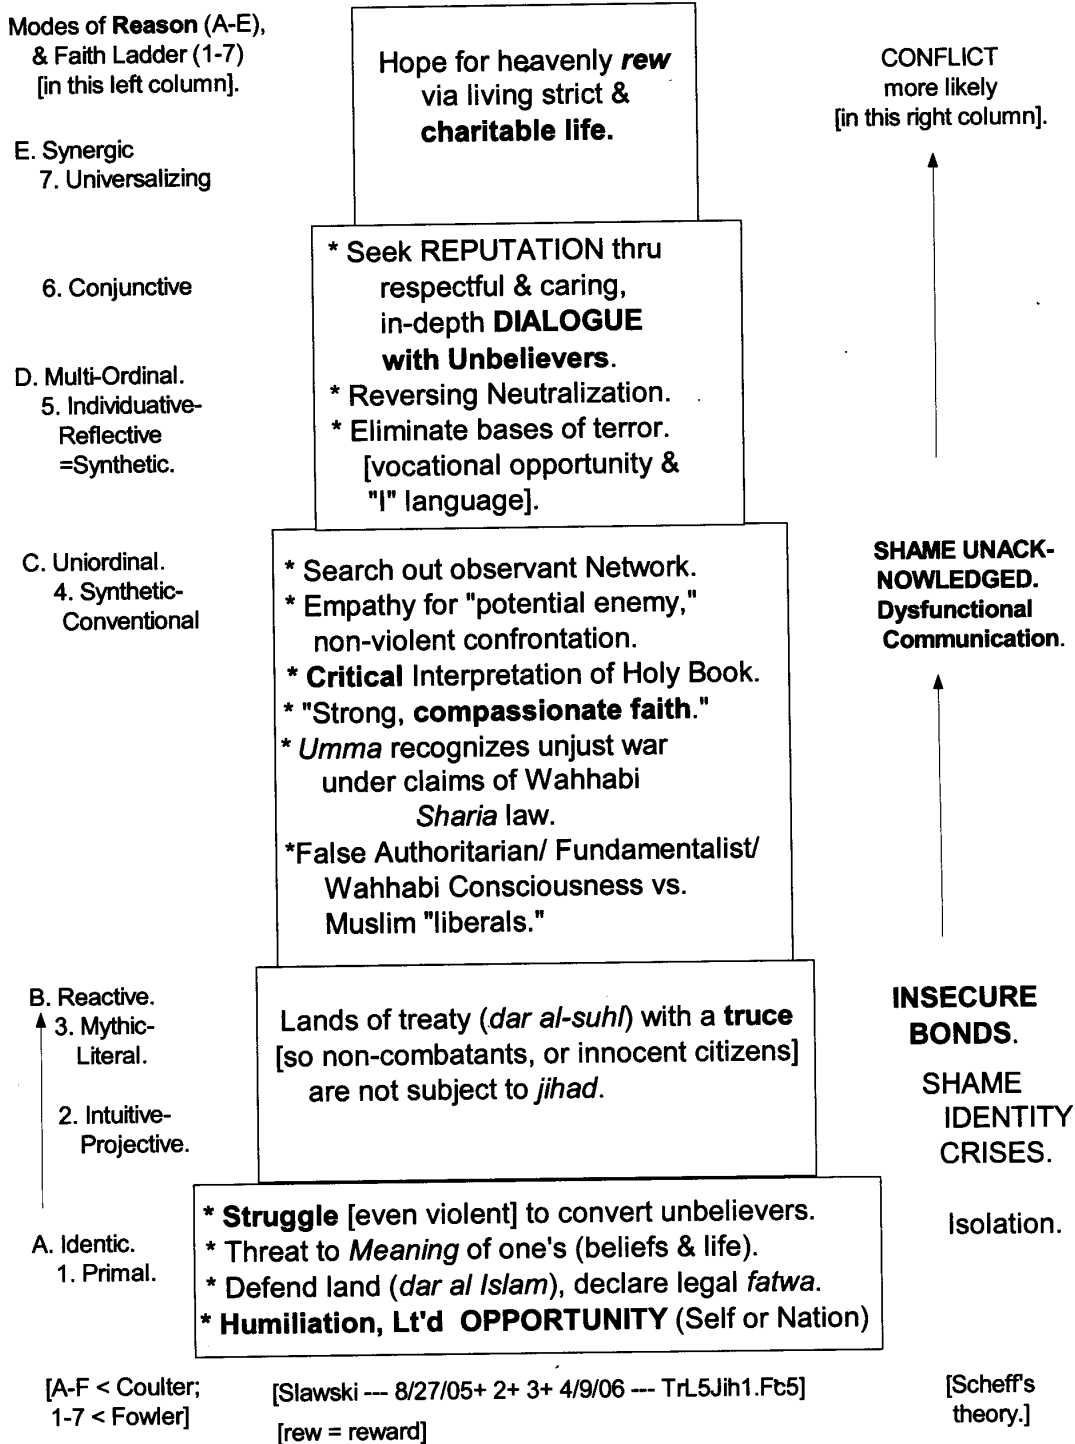 Modes of Reason (A-E),
& Faith Ladder (1-7)
[in this left column].
E. Synergic
7. Universalizing
6. Conjunctive
D. Multi-Ordinal.
5. Individuative-
Reflective
=Synthetic.
C. Uniordinal.
4. Synthetic-
Conventional
B. Reactive.
3. Mythic-
Literal.
2. Intuitive-
Projective.
A. Identic.
1. Primal.
[A-F < Coulter;
1-7 < Fowler]
Hope for heavenly rew
via living strict &
charitable life.
* Seek REPUTATION thru
respectful & caring,
in-depth DIALOGUE
with Unbelievers.
* Reversing Neutralization.
* Eliminate bases of terror.
[vocational opportunity &
"I" language].
* Search out observant Network.
* Empathy for "potential enemy,"
non-violent confrontation.
* Critical Interpretation of Holy Book.
* "Strong, compassionate faith."
* Umma recognizes unjust war
under claims of Wahhabi
Sharia law.
*False Authoritarian/ Fundamentalist/
Wahhabi Consciousness vs.
Muslim "liberals."
Lands of treaty (dar al-suhl) with a truce
[so non-combatants, or innocent citizens]
are not subject to jihad.
* Struggle [even violent] to convert unbelievers.
* Threat to Meaning of one's (beliefs & life).
* Defend land (dar al Islam), declare legal fatwa.
* Humiliation, Lt'd OPPORTUNITY (Self or Nation)
[Slawski --- 8/27/05+ 2+ 3+ 4/9/06 --- TrL5Jih1.Fc5]
[rew = reward]
CONFLICT
more likely
[in this right column].
SHAME UNACK-
NOWLEDGED.
Dysfunctional
Communication.
INSECURE
BONDS.
SHAME
IDENTITY
CRISES.
Isolation.
[Scheff's
theory.]